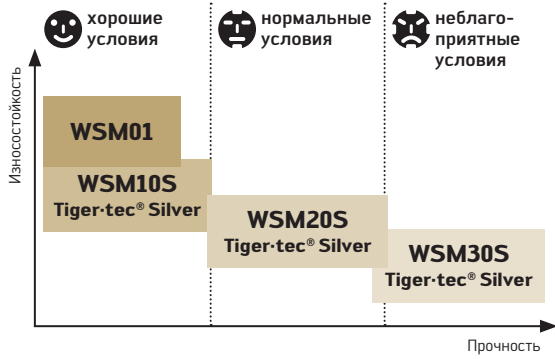 хорошие
условия
нормальные
условия
неблаго-
приятные
условия
Износостойкость
WSM01
WSM10S
Tiger·tec® Silver
WSM20S
Tiger·tec® Silver
WSM30S
Tiger·tec® Silver
Прочность